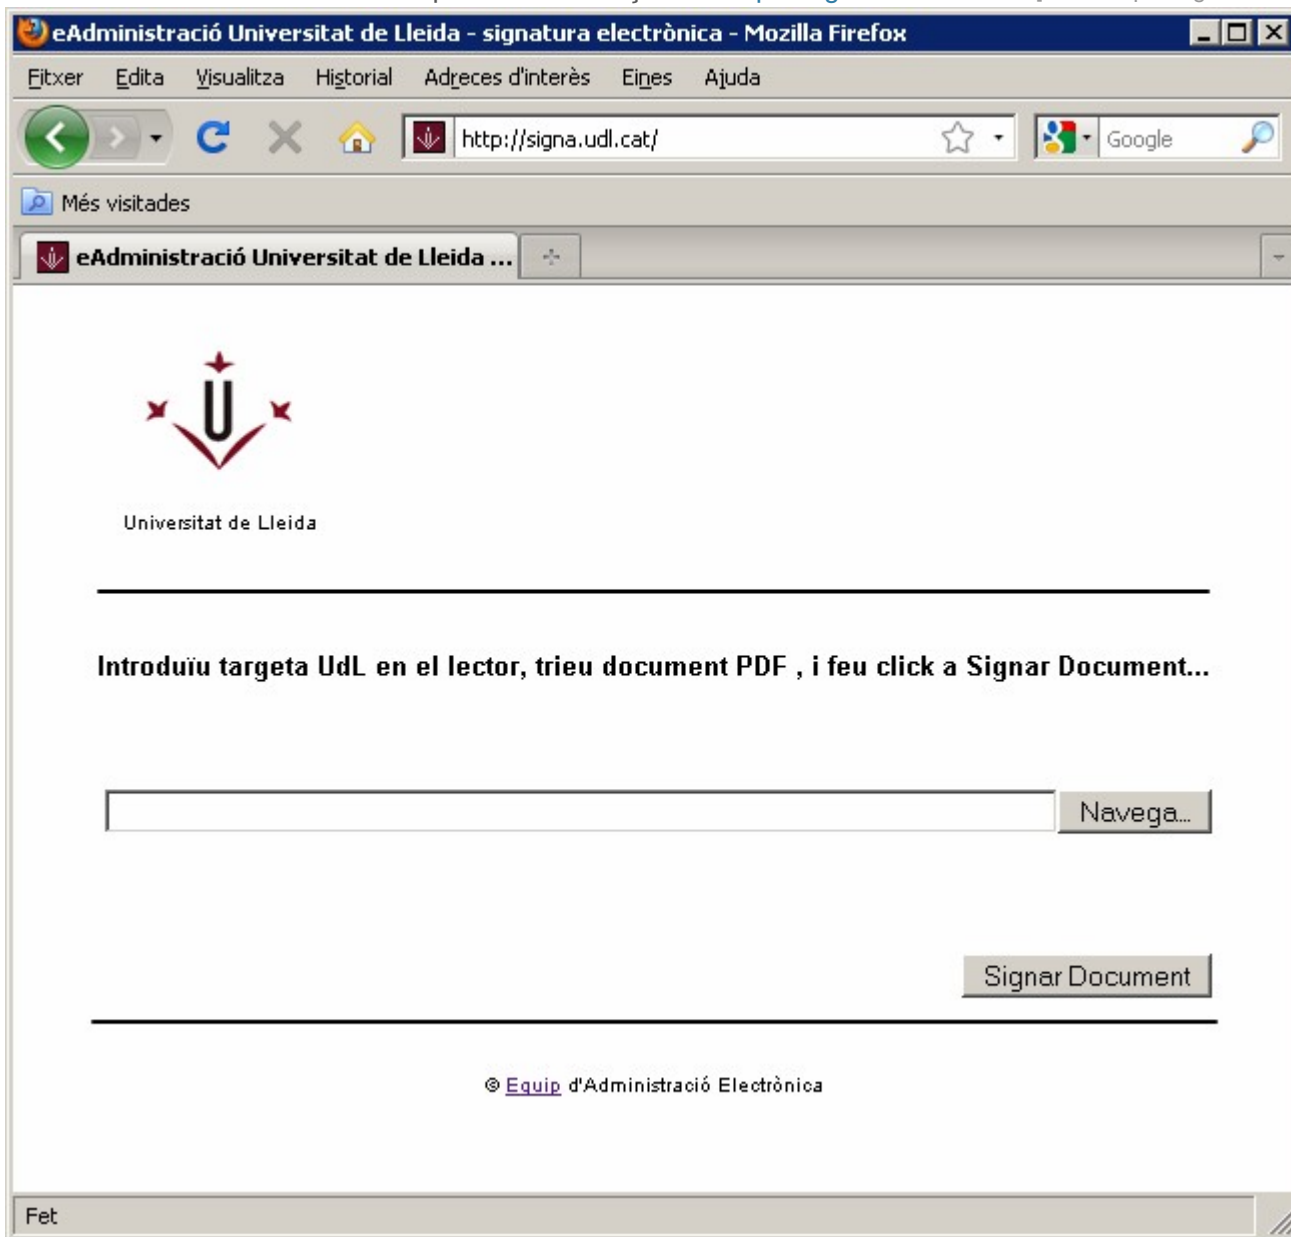 eAdministració Universitat de Lleida - signatura electrònica - Mozilla Firefox
Fitxer Edita Visualitza Historial Adreces d'interès Eines Ajuda
http://signa.udl.cat/ Google
Més visitades
eAdministració Universitat de Lleida ...
Universitat de Lleida
Introduïu targeta UdL en el lector, trieu document PDF , i feu click a Signar Document...
Navega...
Signar Document
© Equip d'Administració Electrònica
Fet